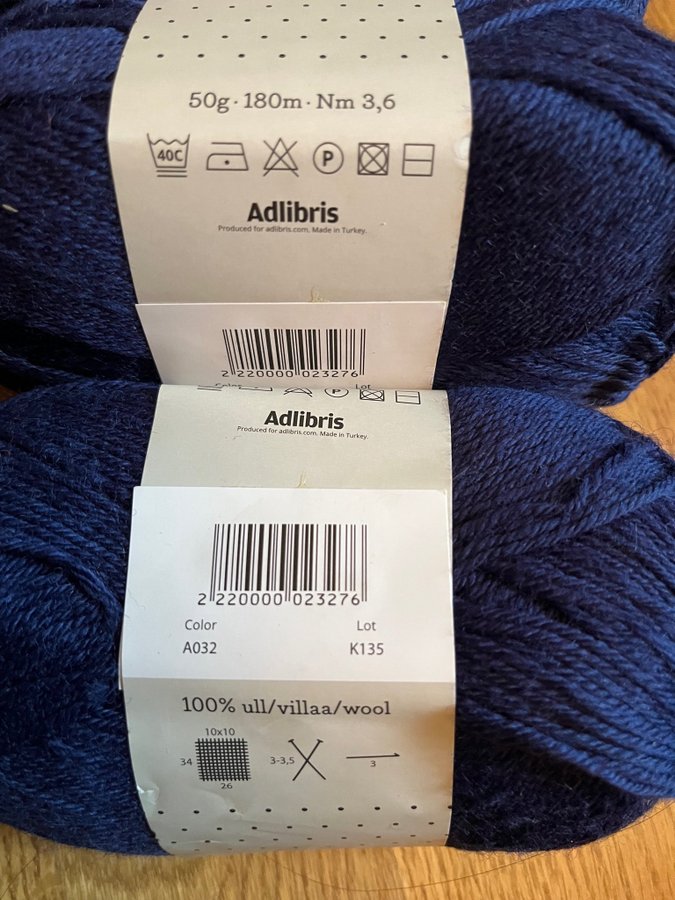 50g · 180m · Nm 3,6
40C P
Adlibris
Produced for adlibris.com. Made in Turkey.
2 220000 023276
Color Lot
P
Adlibris
Produced for adlibris.com. Made in Turkey.
2 220000 023276
Color Lot
A032 K135
100% ull/villaa/wool
10x10
34 3-3,5
3
26